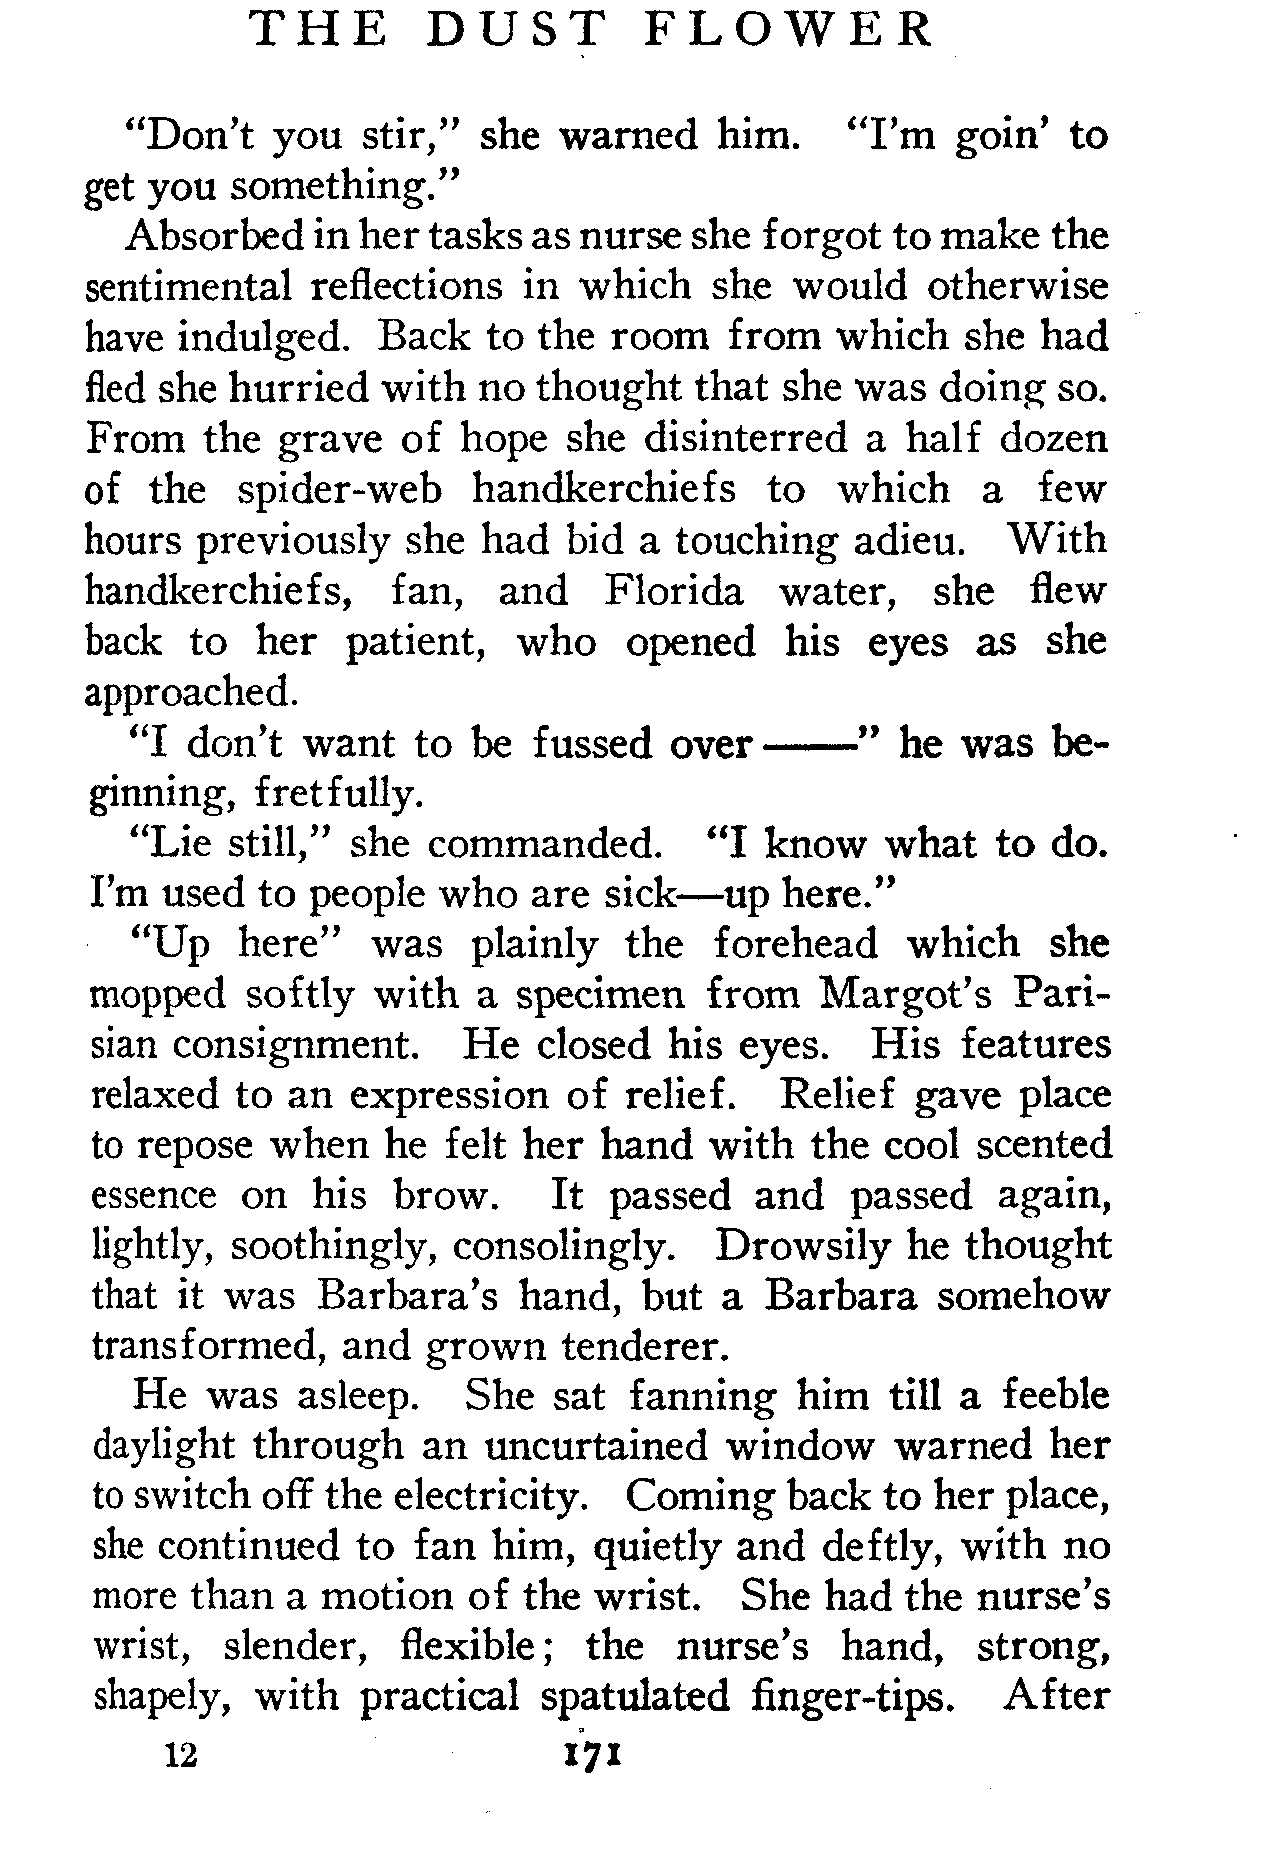 THE DUST FLOWER
"Don't you stir," she warned him. "I'm goin' to
get you something."
Absorbed in her tasks as nurse she forgot to make the
sentimental reflections in which she would otherwise
have indulged. Back to the room from which she had
fled she hurried with no thought that she was doing so.
From the grave of hope she disinterred a half dozen
of the spider-web handkerchiefs to which a few
hours previously she had bid a touching adieu. With
handkerchiefs, fan, and Florida water, she flew
back to her patient, who opened his eyes as she
approached.
"I don't want to be fussed over——" he was be-
ginning, fretfully.
"Lie still," she commanded. "I know what to do.
I'm used to people who are sick—up here."
"Up here" was plainly the forehead which she
mopped softly with a specimen from Margot's Pari-
sian consignment. He closed his eyes. His features
relaxed to an expression of relief. Relief gave place
to repose when he felt her hand with the cool scented
essence on his brow. It passed and passed again,
lightly, soothingly, consolingly. Drowsily he thought
that it was Barbara's hand, but a Barbara somehow
transformed, and grown tenderer.
He was asleep. She sat fanning him till a feeble
daylight through an uncurtained window warned her
to switch off the electricity. Coming back to her place,
she continued to fan him, quietly and deftly, with no
more than a motion of the wrist. She had the nurse's
wrist, slender, flexible; the nurse's hand, strong,
shapely, with practical spatulated finger-tips. After
12 171